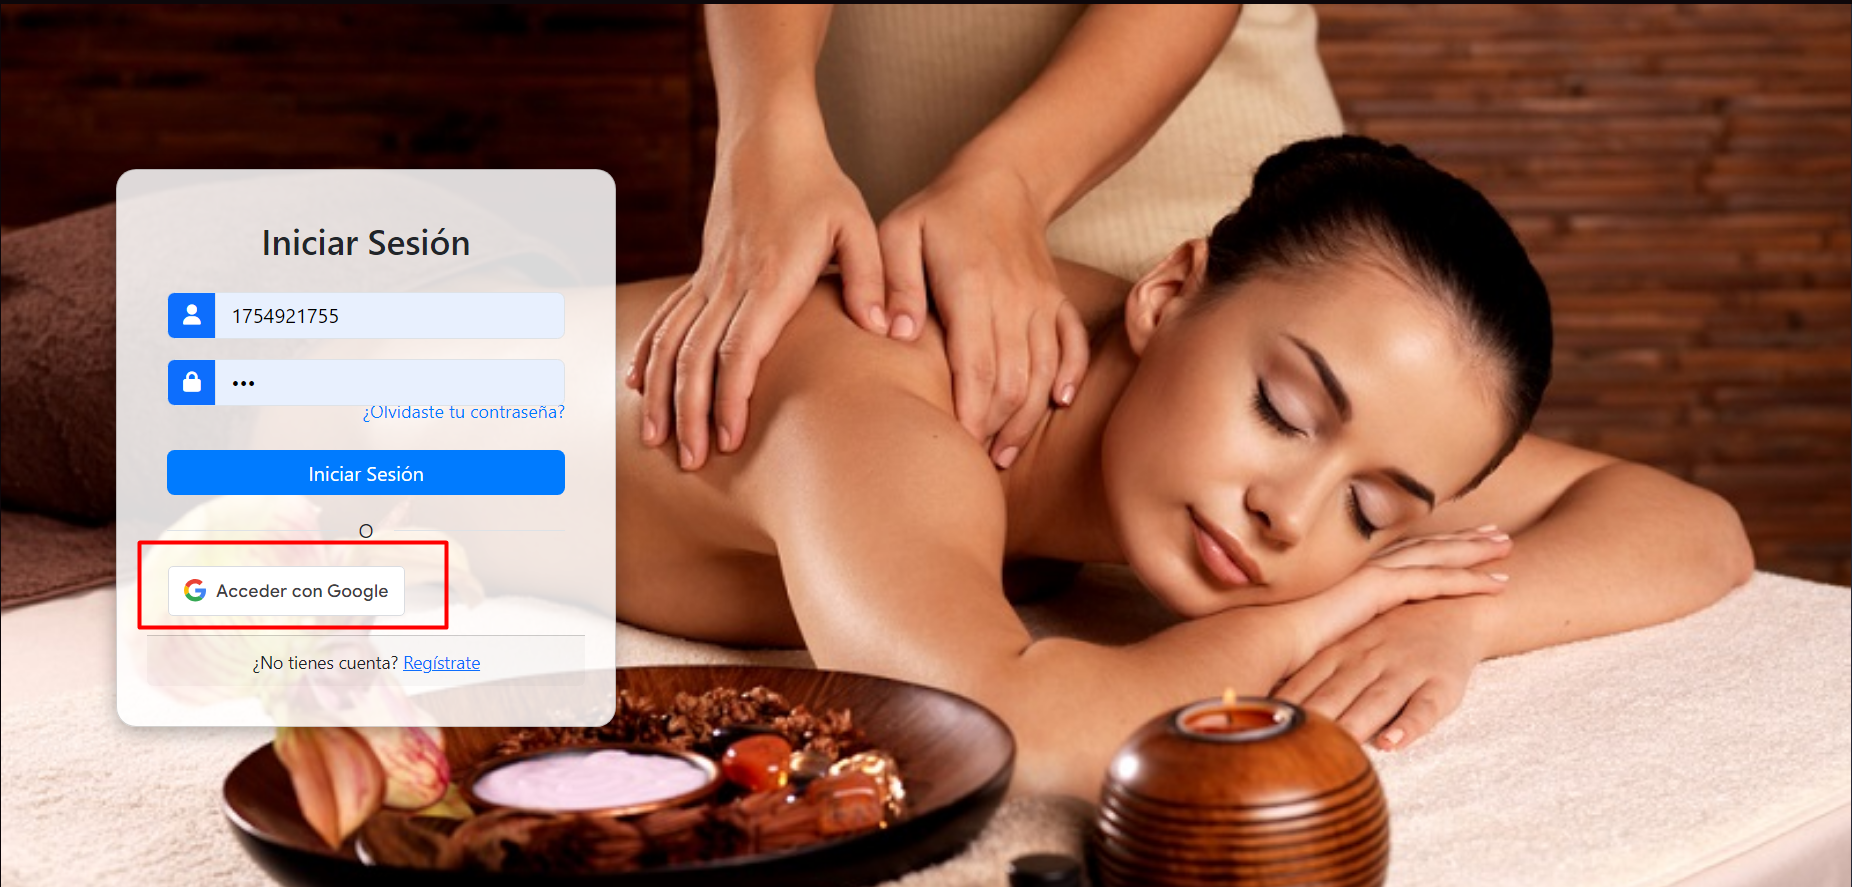 Iniciar Sesión
1754921755
•••
¿Olvidaste tu contraseña?
Iniciar Sesión
O
Acceder con Google
¿No tienes cuenta? Regístrate